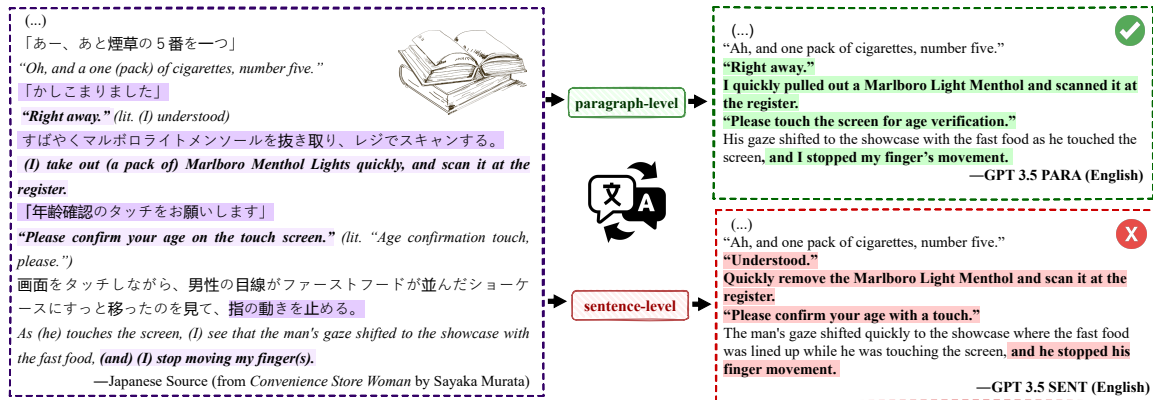 (...)
「あー、あと煙草の５番を一つ」
“Oh, and a one (pack) of cigarettes, number five.”
「かしこまりました」
“Right away.” (lit. (I) understood)
すばやくマルボロライトメンソールを抜き取り、レジでスキャンする。
(I) take out (a pack of) Marlboro Menthol Lights quickly, and scan it at the
register.
「年齢確認のタッチをお願いします」
“Please confirm your age on the touch screen.” (lit. “Age confirmation touch,
please.”)
画面をタッチしながら、男性の目線がファーストフードが並んだショーケ
ースにすっと移ったのを見て、指の動きを止める。
As (he) touches the screen, (I) see that the man's gaze shifted to the showcase with
the fast food, (and) (I) stop moving my finger(s).
—Japanese Source (from Convenience Store Woman by Sayaka Murata)
paragraph-level
文
A
sentence-level
(...)
“Ah, and one pack of cigarettes, number five.”
“Right away.”
I quickly pulled out a Marlboro Light Menthol and scanned it at
the register.
“Please touch the screen for age verification.”
His gaze shifted to the showcase with the fast food as he touched the
screen, and I stopped my finger’s movement.
—GPT 3.5 PARA (English)
(...)
X
“Ah, and one pack of cigarettes, number five.”
“Understood.”
Quickly remove the Marlboro Light Menthol and scan it at the
register.
“Please confirm your age with a touch.”
The man's gaze shifted quickly to the showcase where the fast food
was lined up while he was touching the screen, and he stopped his
finger movement.
—GPT 3.5 SENT (English)